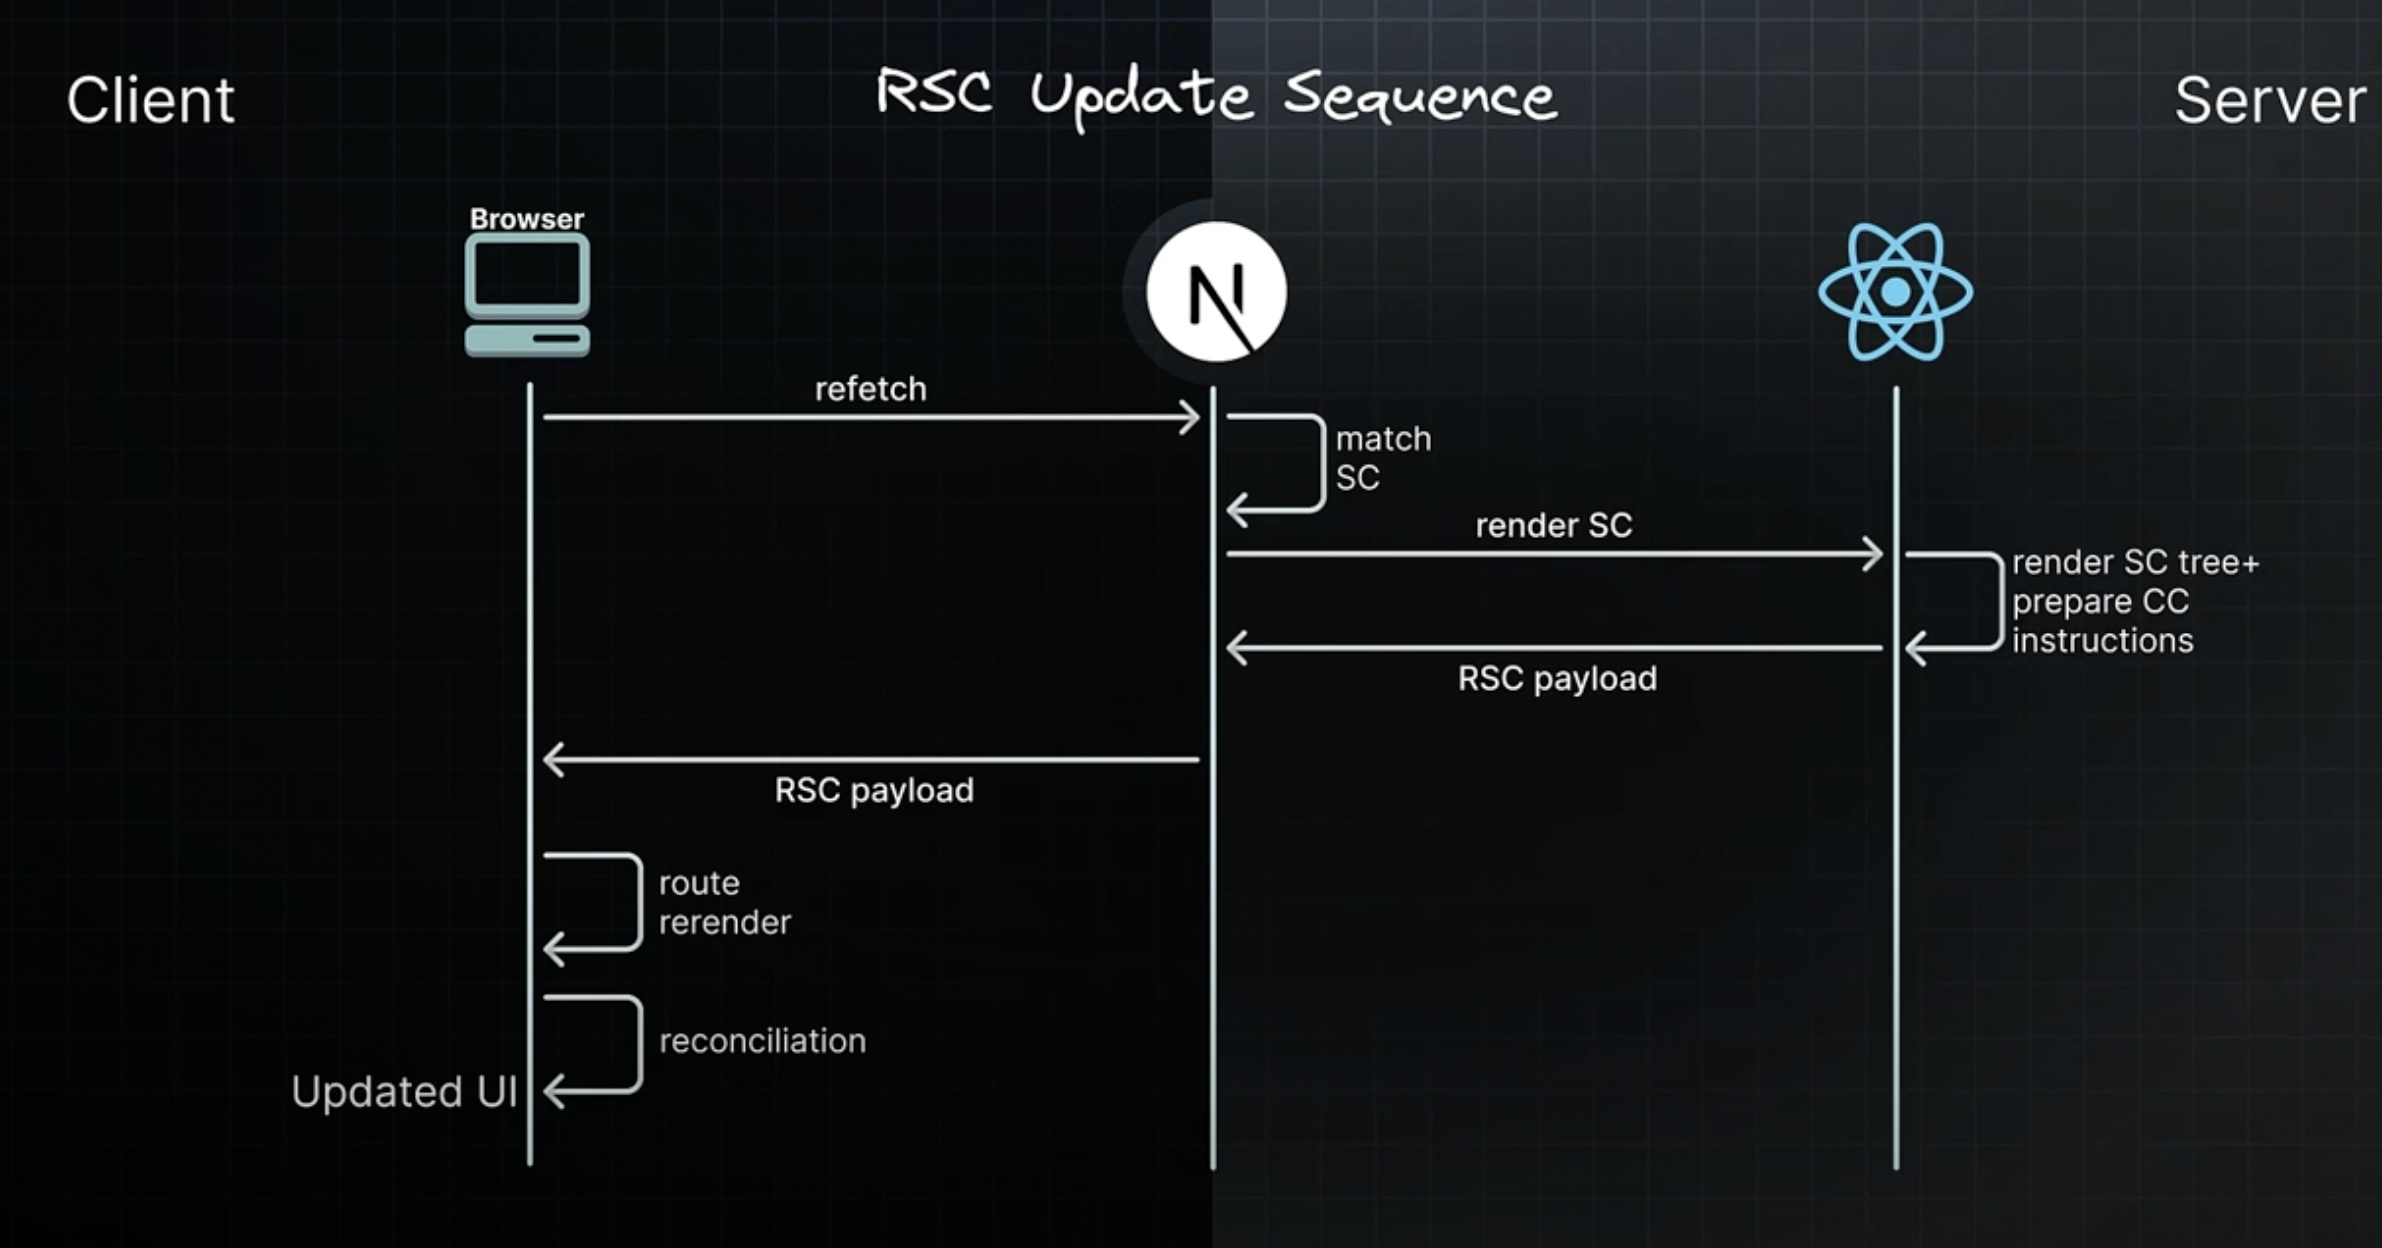 Client
RSC Update Sequence
Server
Browser
refetch
match
SC
render SC
render SC tree+
prepare CC
instructions
RSC payload
RSC payload
route
rerender
reconciliation
Updated UI